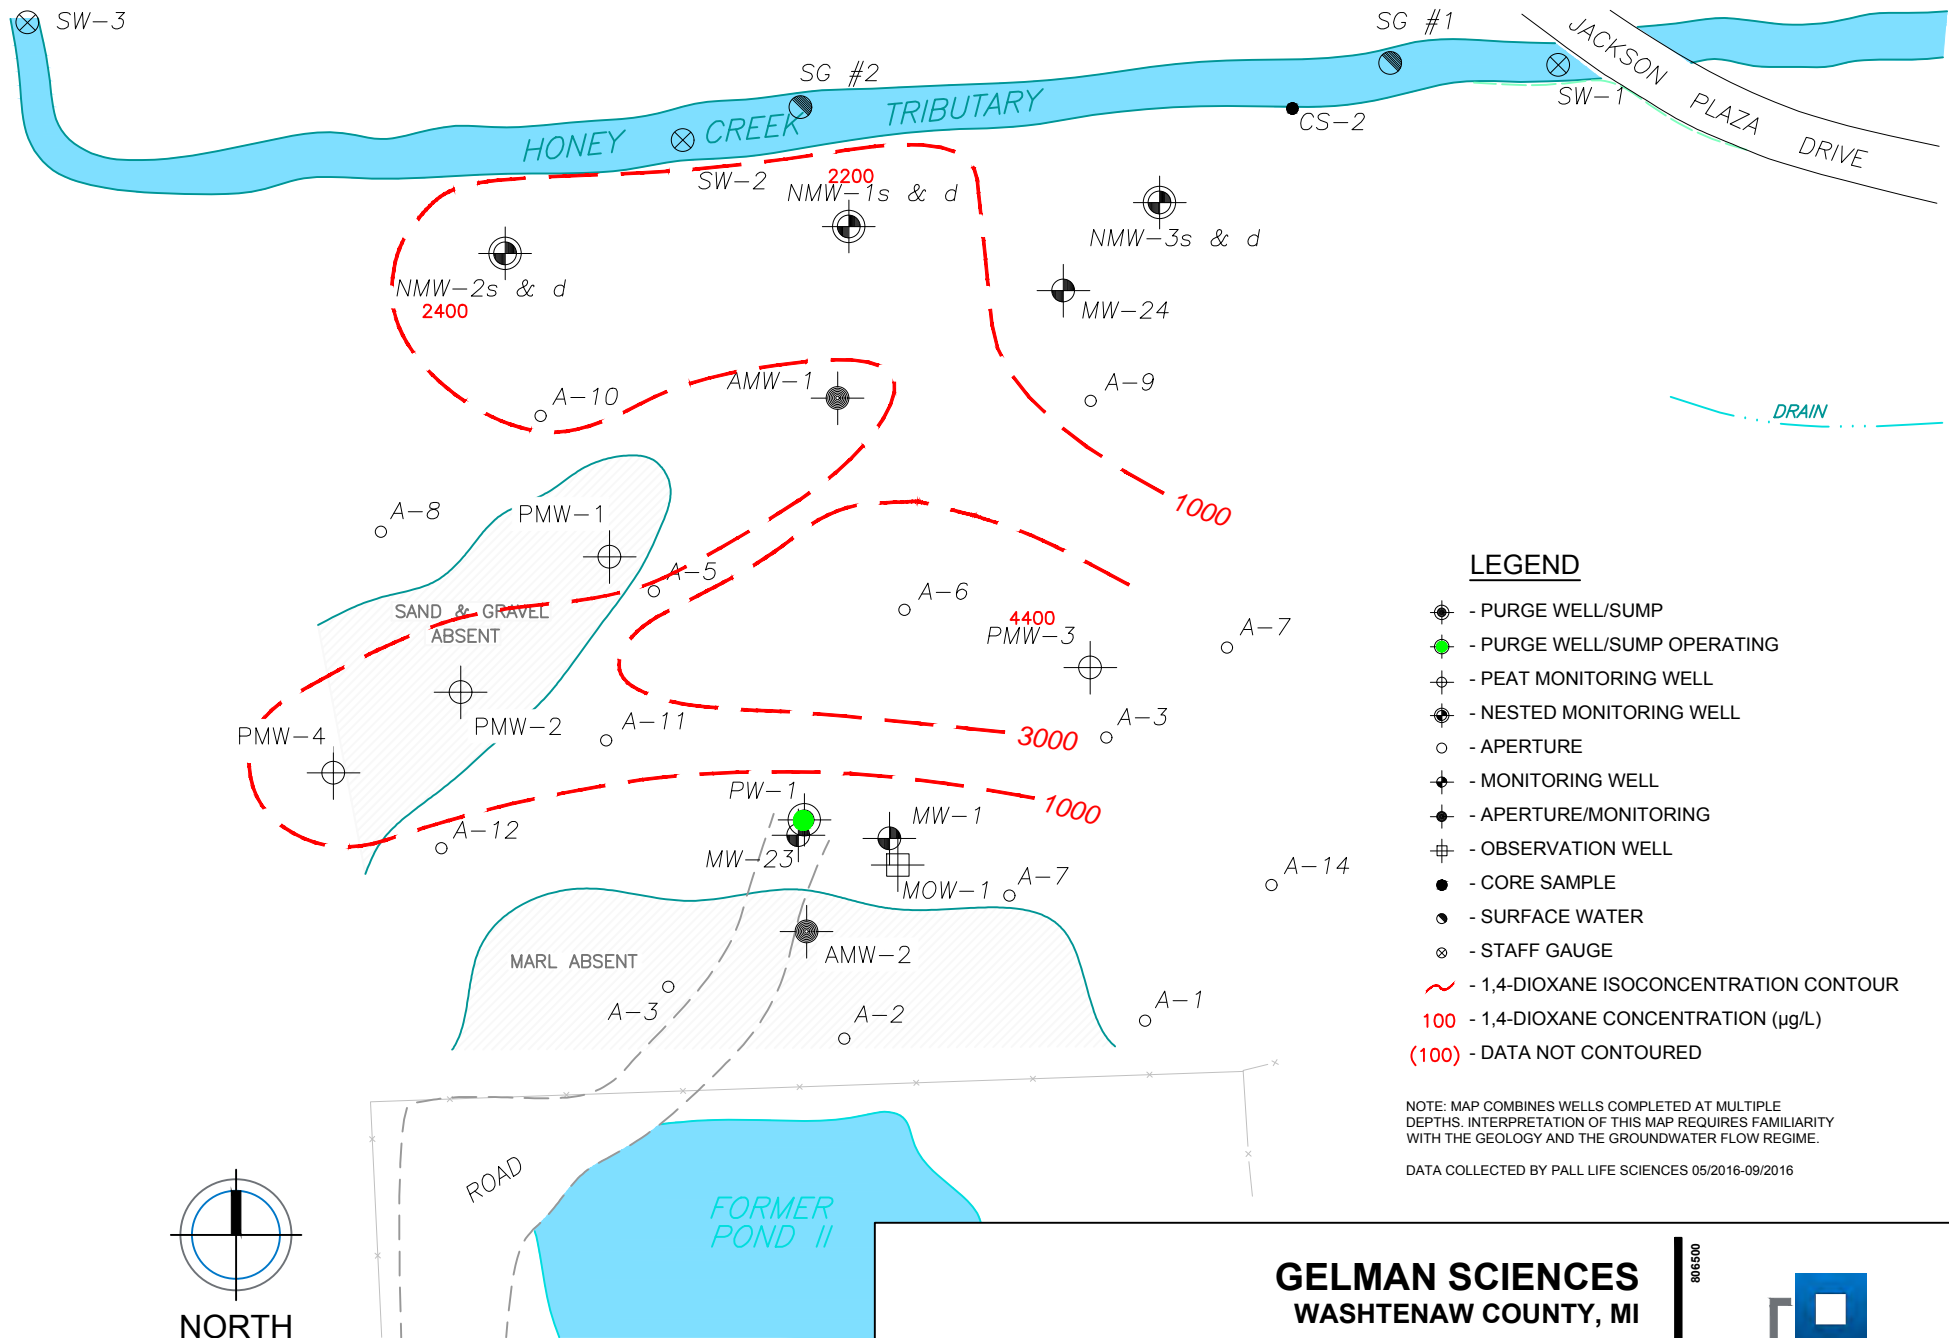 SW-3
SG #1
JACKSON PLAZA DRIVE
SG #2
SW-1
HONEY CREEK TRIBUTARY
CS-2
SW-2
2200
NMW-1s & d
NMW-3s & d
NMW-2s & d
2400
MW-24
AMW-1
A-9
A-10
DRAIN
1000
A-8
PMW-1
A-5
SAND & GRAVEL
ABSENT
A-6
4400
PMW-3
A-7
PMW-2
PMW-4
A-11
3000
A-3
PW-1
1000
MW-1
A-12
MW-23
MOW-1
A-7
A-14
AMW-2
MARL ABSENT
A-3
A-2
A-1
ROAD
FORMER
POND II
NORTH
LEGEND
- PURGE WELL/SUMP
- PURGE WELL/SUMP OPERATING
- PEAT MONITORING WELL
- NESTED MONITORING WELL
- APERTURE
- MONITORING WELL
- APERTURE/MONITORING
- OBSERVATION WELL
- CORE SAMPLE
- SURFACE WATER
- STAFF GAUGE
- 1,4-DIOXANE ISOCONCENTRATION CONTOUR
100 - 1,4-DIOXANE CONCENTRATION (µg/L)
(100) - DATA NOT CONTOURED
NOTE: MAP COMBINES WELLS COMPLETED AT MULTIPLE
DEPTHS. INTERPRETATION OF THIS MAP REQUIRES FAMILIARITY
WITH THE GEOLOGY AND THE GROUNDWATER FLOW REGIME.
DATA COLLECTED BY PALL LIFE SCIENCES 05/2016-09/2016
GELMAN SCIENCES
WASHTENAW COUNTY, MI
806500